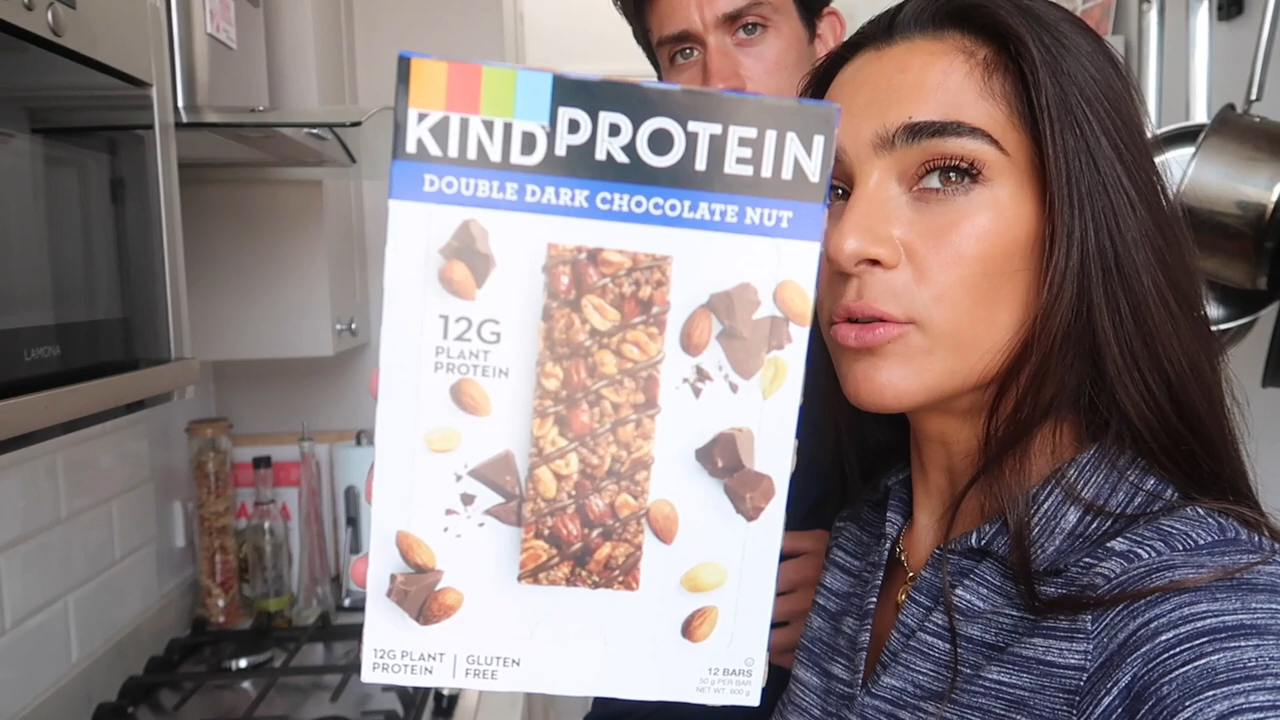 KIND PROTEIN
DOUBLE DARK CHOCOLATE NUT
12G
PLANT
PROTEIN
12G PLANT
PROTEIN
GLUTEN
FREE
12 BARS
50 g PER BAR
NET WT. 600 g
LAMONA